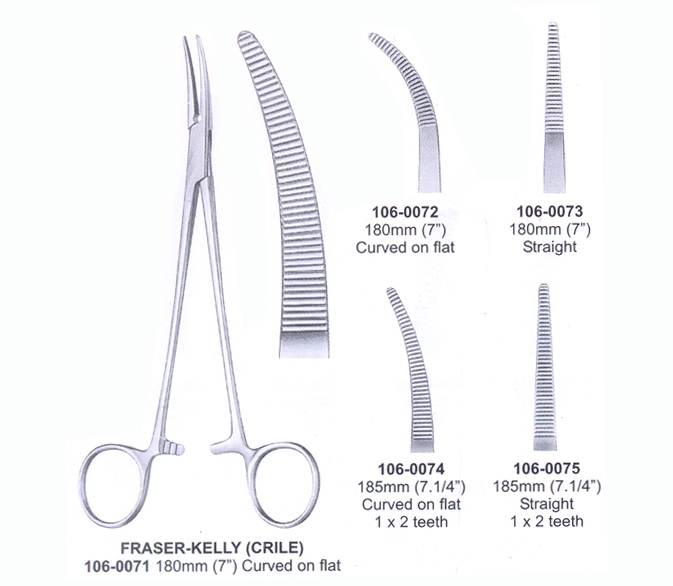 106-0072
180mm (7”)
Curved on flat
106-0073
180mm (7”)
Straight
106-0074
185mm (7.1/4”)
Curved on flat
1 x 2 teeth
106-0075
185mm (7.1/4”)
Straight
1 x 2 teeth
FRASER-KELLY (CRILE)
106-0071 180mm (7”) Curved on flat